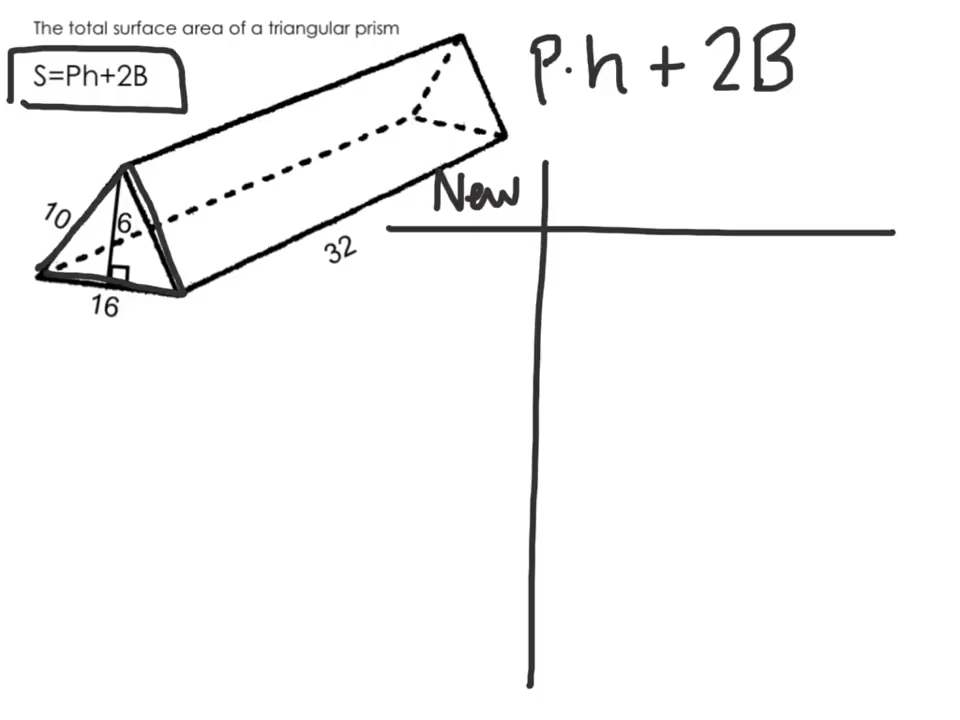 The total surface area of a triangular prism
S=Ph+2B
P·h + 2B
New
10
6
16
32